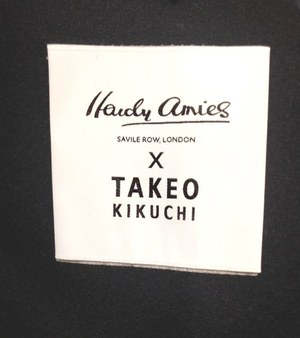 Hardy Amies
SAVILE ROW, LONDON
X
TAKEO
KIKUCHI